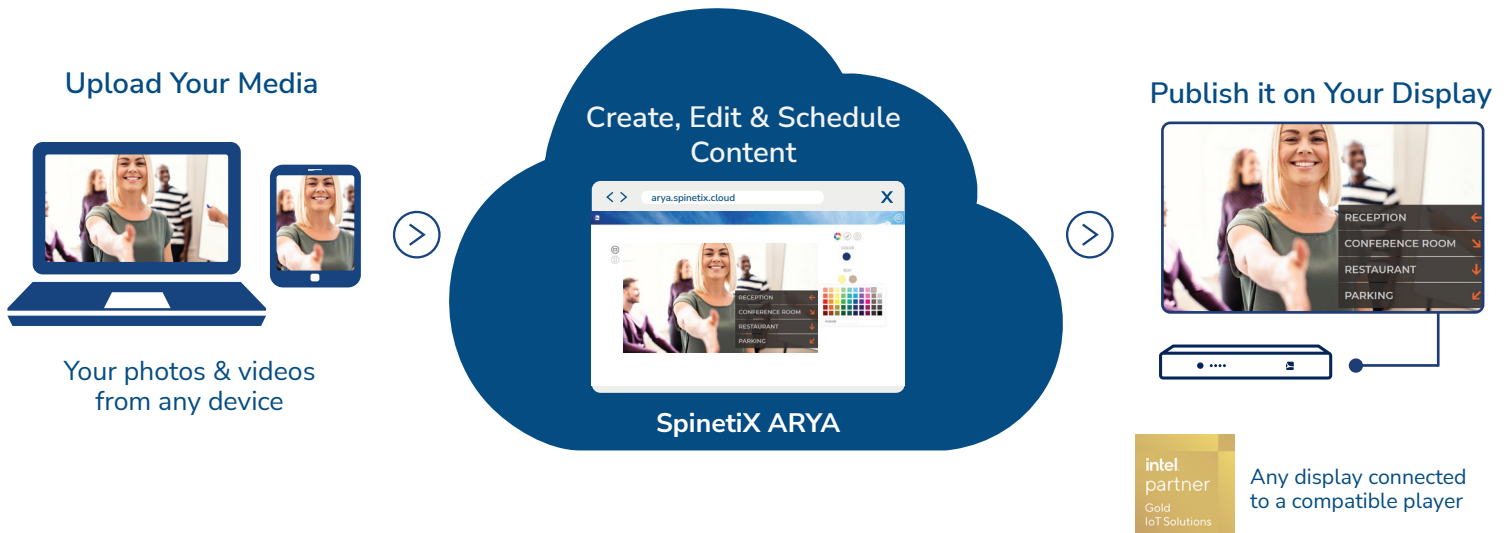 Upload Your Media
Your photos & videos
from any device
Create, Edit & Schedule
Content
arya.spinetix.cloud
X
COLOR
RECEPTION
CONFERENCE ROOM
RESTAURANT
PARKING
SpinetiX ARYA
Publish it on Your Display
RECEPTION
CONFERENCE ROOM
RESTAURANT
PARKING
intel
partner
Gold
IoT Solutions
Any display connected
to a compatible player